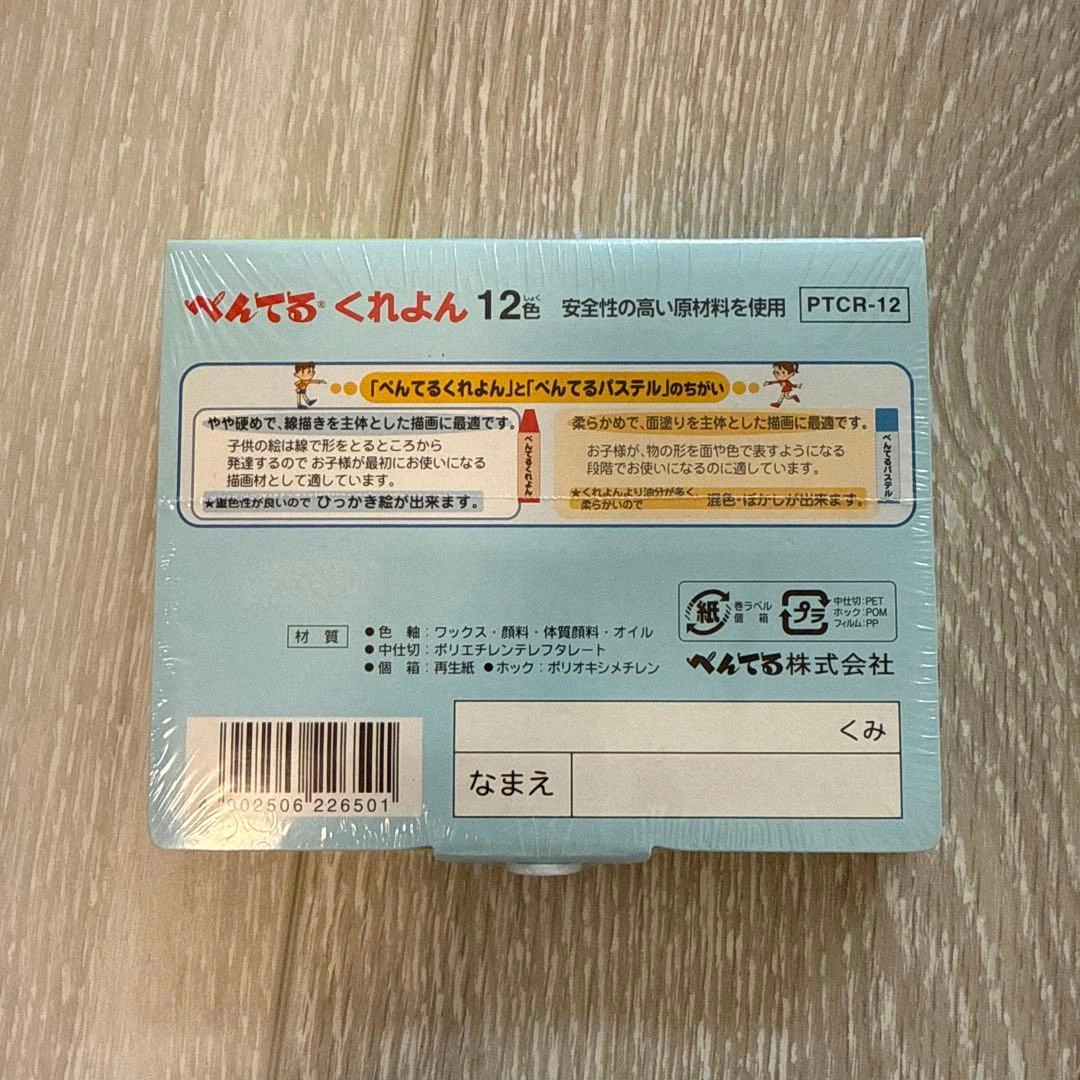 ぺんてる® くれよん 12色 しょく 安全性の高い原材料を使用 PTCR-12
「ぺんてるくれよん」と「ぺんてるパステル」のちがい
やや硬めで、線描きを主体とした描画に最適です。
子供の絵は線で形をとるところから
発達するので お子様が最初にお使いになる
描画材として適しています。
★重色性が良いので ひっかき絵が出来ます。
ぺんてるくれよん
柔らかめで、面塗りを主体とした描画に最適です。
お子様が、物の形を面や色で表すようになる
段階でお使いになるのに適しています。
★くれよんより油分が多く、
柔らかいので 混色・ぼかしが出来ます。
ぺんてるパステル
紙 巻ラベル
個 箱
プラ 中仕切:PET
ホック:POM
フィルム:PP
材 質
●色 軸:ワックス・顔料・体質顔料・オイル
●中仕切:ポリエチレンテレフタレート
●個 箱:再生紙 ●ホック:ポリオキシメチレン
ぺんてる株式会社
4 902506 226501
くみ
なまえ